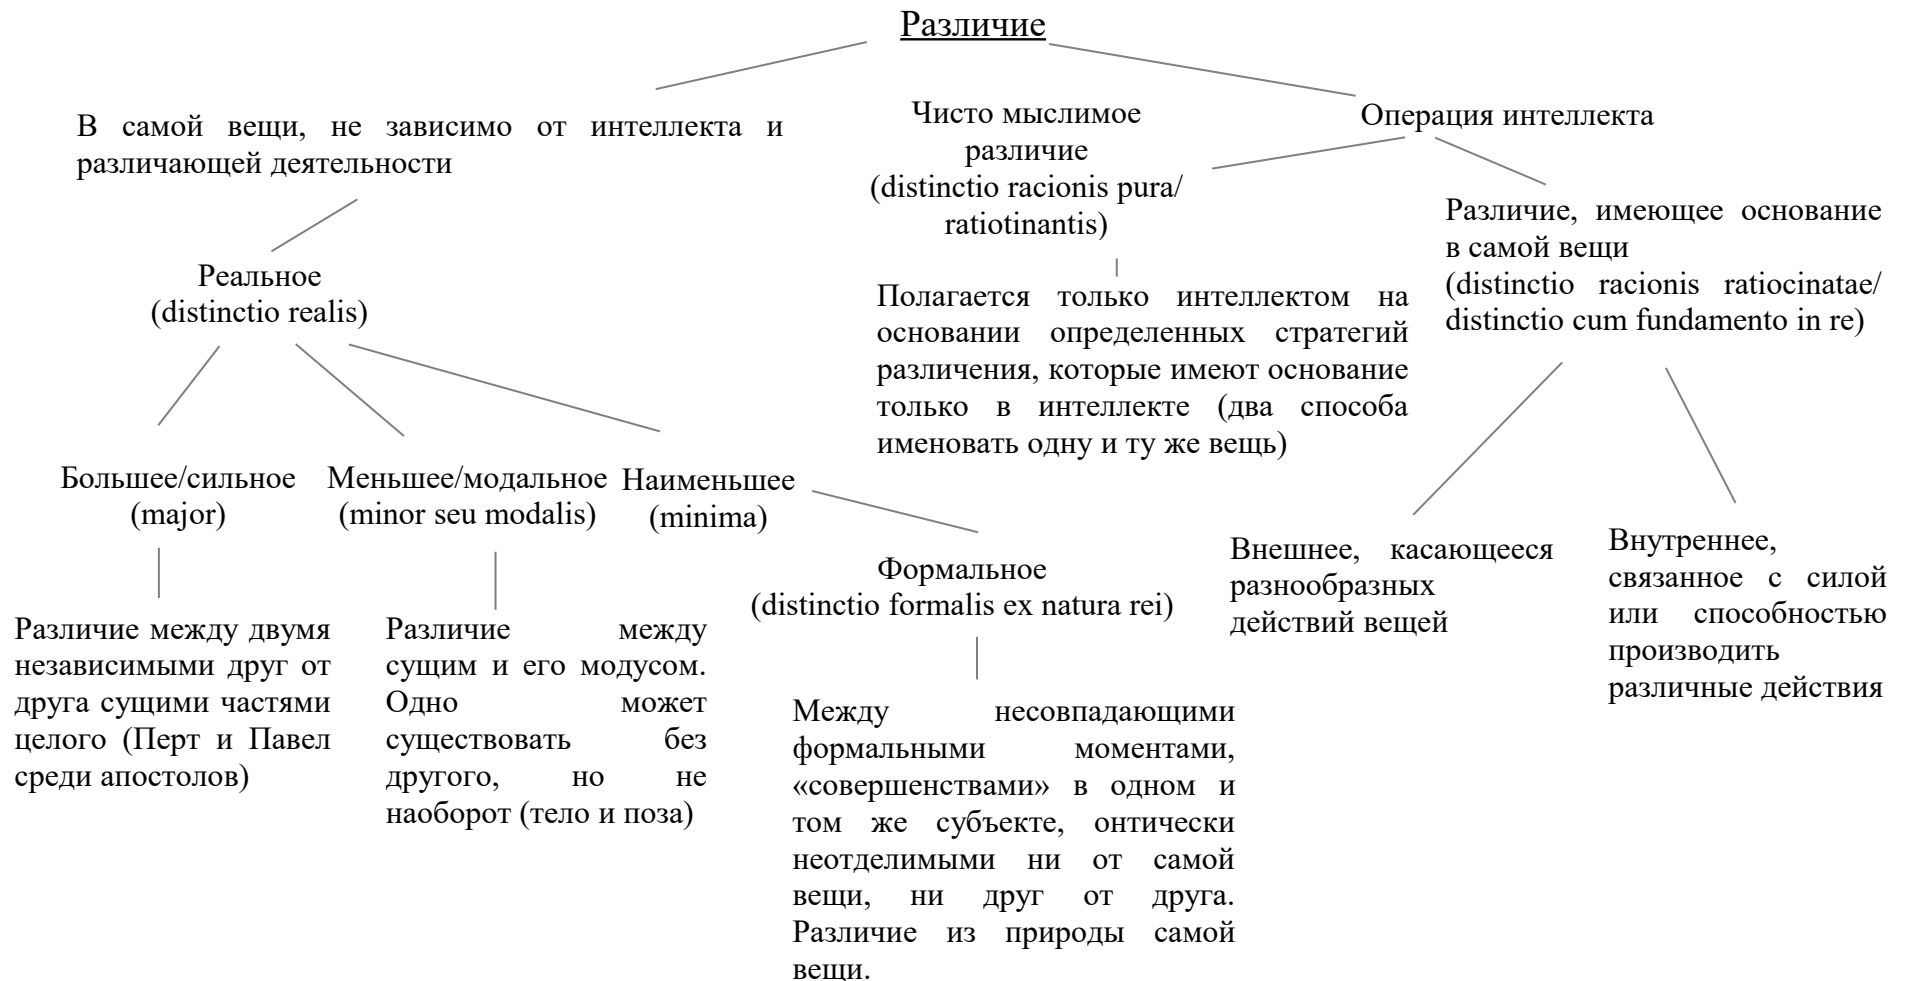 Различие
В самой вещи, не зависимо от интеллекта и
различающей деятельности
Реальное
(distinctio realis)
Большее/сильное
(major)
Различие между двумя
независимыми друг от
друга сущими частями
целого (Перт и Павел
среди апостолов)
Меньшее/модальное
(minor seu modalis)
Различие между
сущим и его модусом.
Одно может
существовать без
другого, но не
наоборот (тело и поза)
Наименьшее
(minima)
Формальное
(distinctio formalis ex natura rei)
Между несовпадающими
формальными моментами,
«совершенствами» в одном и
том же субъекте, онтически
неотделимыми ни от самой
вещи, ни друг от друга.
Различие из природы самой
вещи.
Операция интеллекта
Чисто мыслимое
различие
(distinctio racionis pura/
ratiotinantis)
Полагается только интеллектом на
основании определенных стратегий
различения, которые имеют основание
только в интеллекте (два способа
именовать одну и ту же вещь)
Различие, имеющее основание
в самой вещи
(distinctio racionis ratiocinatae/
distinctio cum fundamento in re)
Внешнее, касающееся
разнообразных
действий вещей
Внутреннее,
связанное с силой
или способностью
производить
различные действия